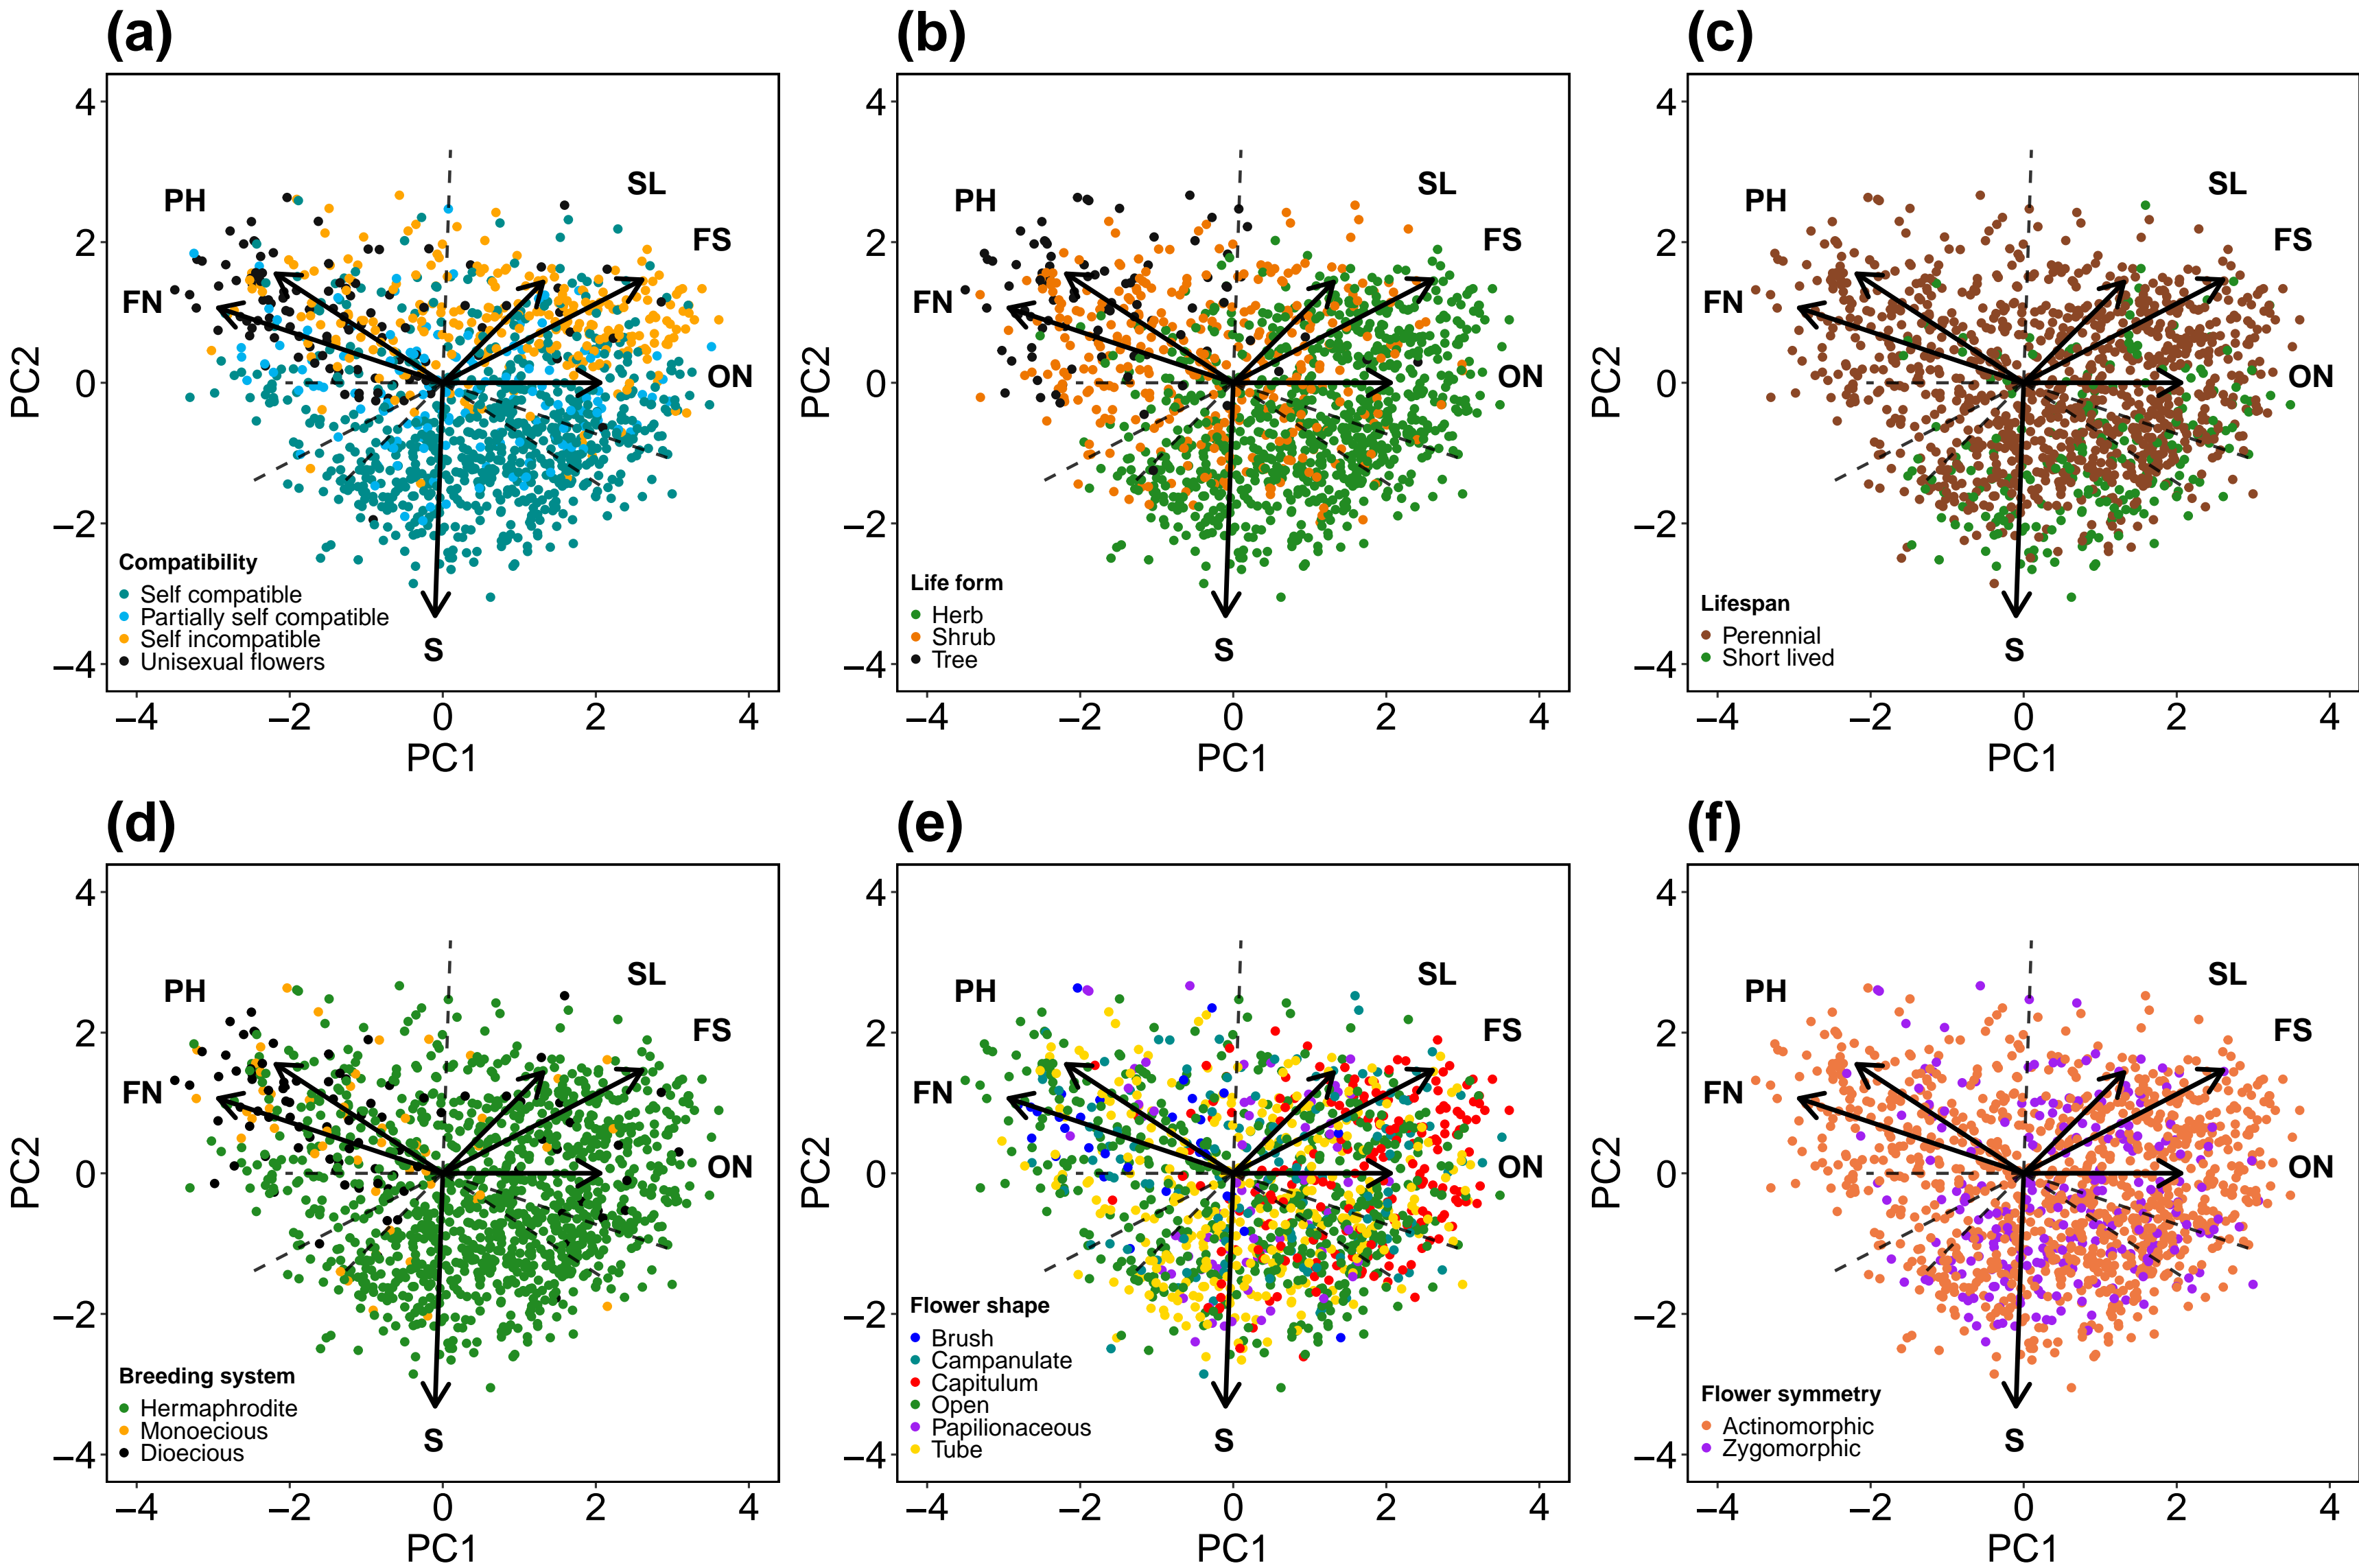 (a)
(b)
(c)
4
2
0
−2
−4
PC2
PH
SL
FS
FN
ON
S
Compatibility
Self compatible
Partially self compatible
Self incompatible
Unisexual flowers
−4 −2 0 2 4
PC1
4
2
0
−2
−4
PC2
PH
SL
FS
FN
ON
S
Life form
Herb
Shrub
Tree
−4 −2 0 2 4
PC1
4
2
0
−2
−4
PC2
PH
SL
FS
FN
ON
S
Lifespan
Perennial
Short lived
−4 −2 0 2 4
PC1
(d)
(e)
(f)
4
2
0
−2
−4
PC2
PH
SL
FS
FN
ON
S
Breeding system
Hermaphrodite
Monoecious
Dioecious
−4 −2 0 2 4
PC1
4
2
0
−2
−4
PC2
PH
SL
FS
FN
ON
S
Flower shape
Brush
Campanulate
Capitulum
Open
Papilionaceous
Tube
−4 −2 0 2 4
PC1
4
2
0
−2
−4
PC2
PH
SL
FS
FN
ON
S
Flower symmetry
Actinomorphic
Zygomorphic
−4 −2 0 2 4
PC1